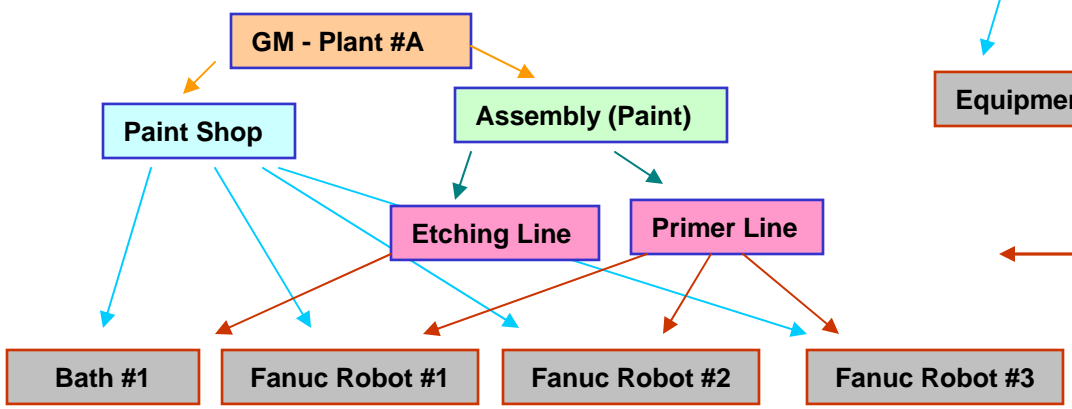 GM - Plant #A
Paint Shop
Assembly (Paint)
Etching Line
Primer Line
Bath #1
Fanuc Robot #1
Fanuc Robot #2
Fanuc Robot #3